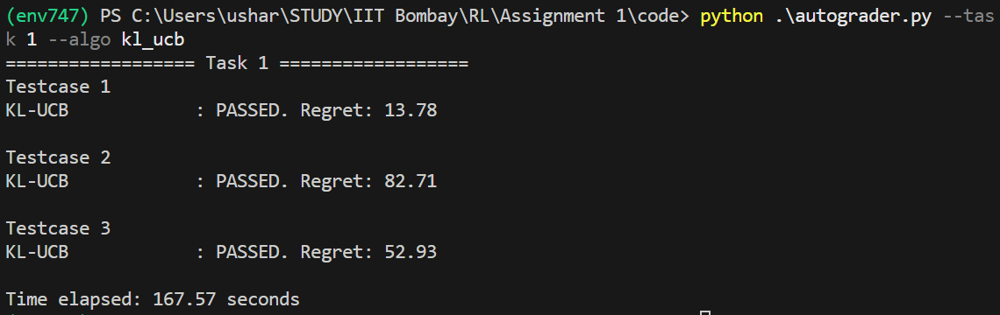 (env747) PS C:\Users\ushar\STUDY\IIT Bombay\RL\Assignment 1\code> python .\autograder.py --tas
k 1 --algo kl_ucb
================== Task 1 ==================
Testcase 1
KL-UCB            : PASSED. Regret: 13.78
Testcase 2
KL-UCB            : PASSED. Regret: 82.71
Testcase 3
KL-UCB            : PASSED. Regret: 52.93
Time elapsed: 167.57 seconds